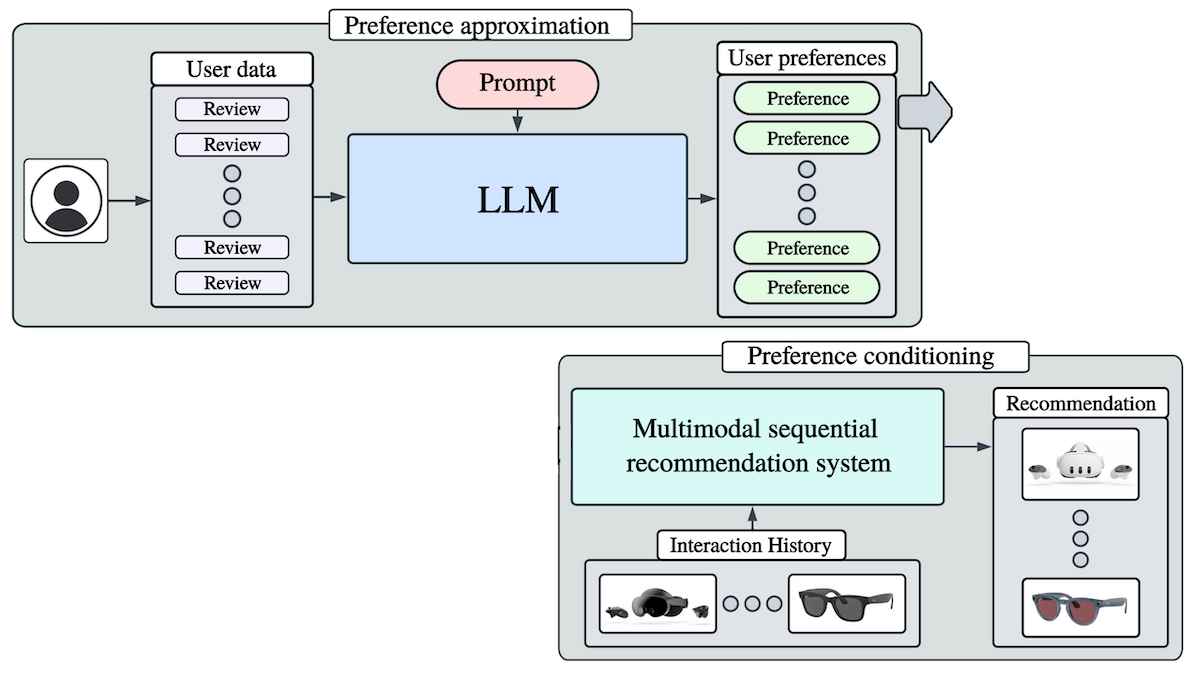 Preference approximation
User data
Review
Review
Review
Review
Prompt
LLM
User preferences
Preference
Preference
Preference
Preference
Preference conditioning
Multimodal sequential
recommendation system
Interaction History
Recommendation